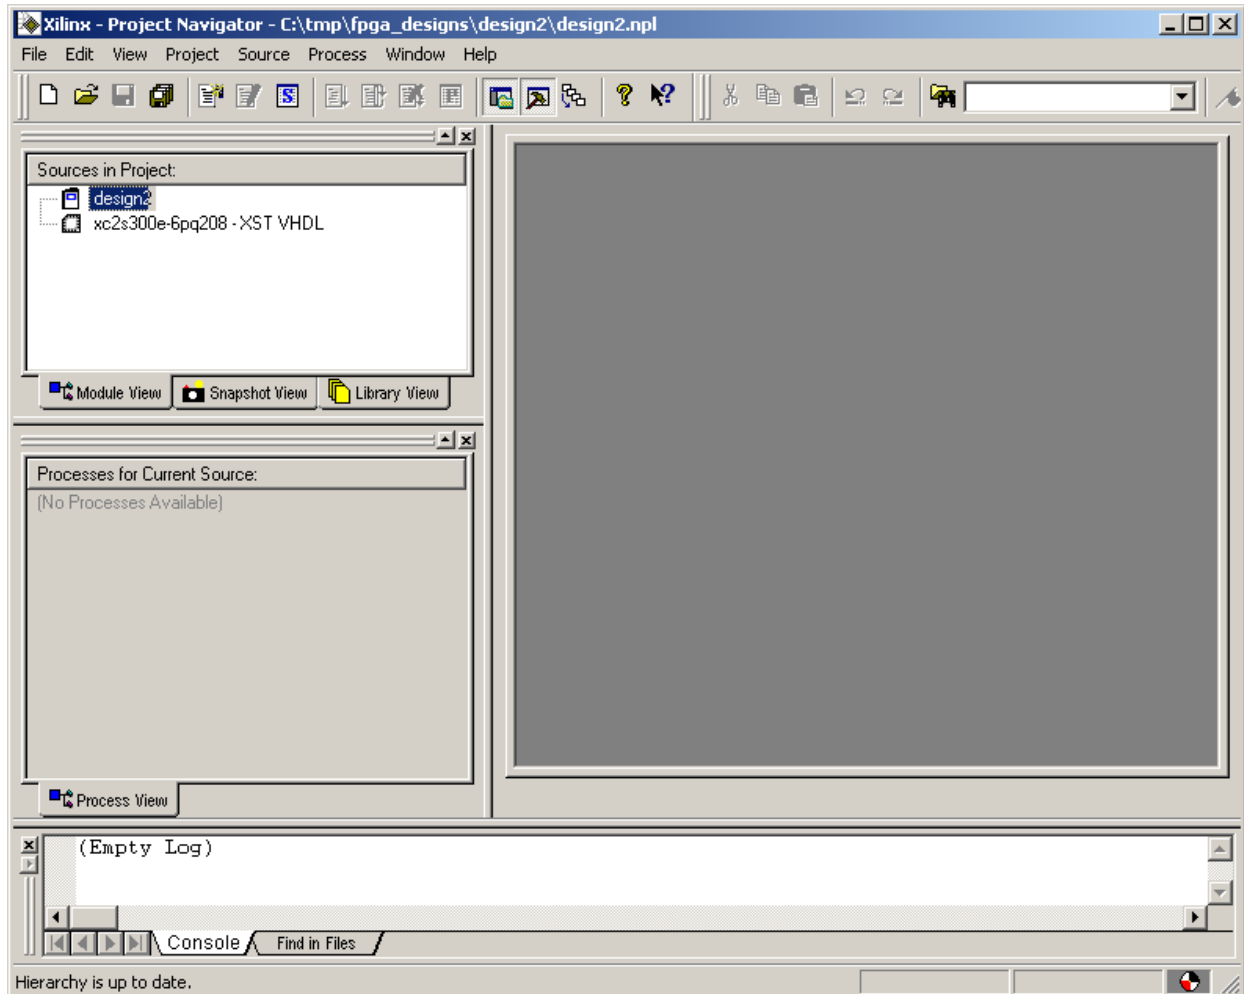 Xilinx - Project Navigator - C:\tmp\fpga_designs\design2\design2.npl
File Edit View Project Source Process Window Help
Sources in Project:
design2
xc2s300e-6pq208 - XST VHDL
Module View Snapshot View Library View
Processes for Current Source:
(No Processes Available)
Process View
(Empty Log)
Console Find in Files
Hierarchy is up to date.